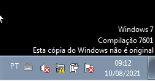 Windows 7
Compilação 7601
Esta cópia do Windows não é original
PT
09:12
10/08/2021